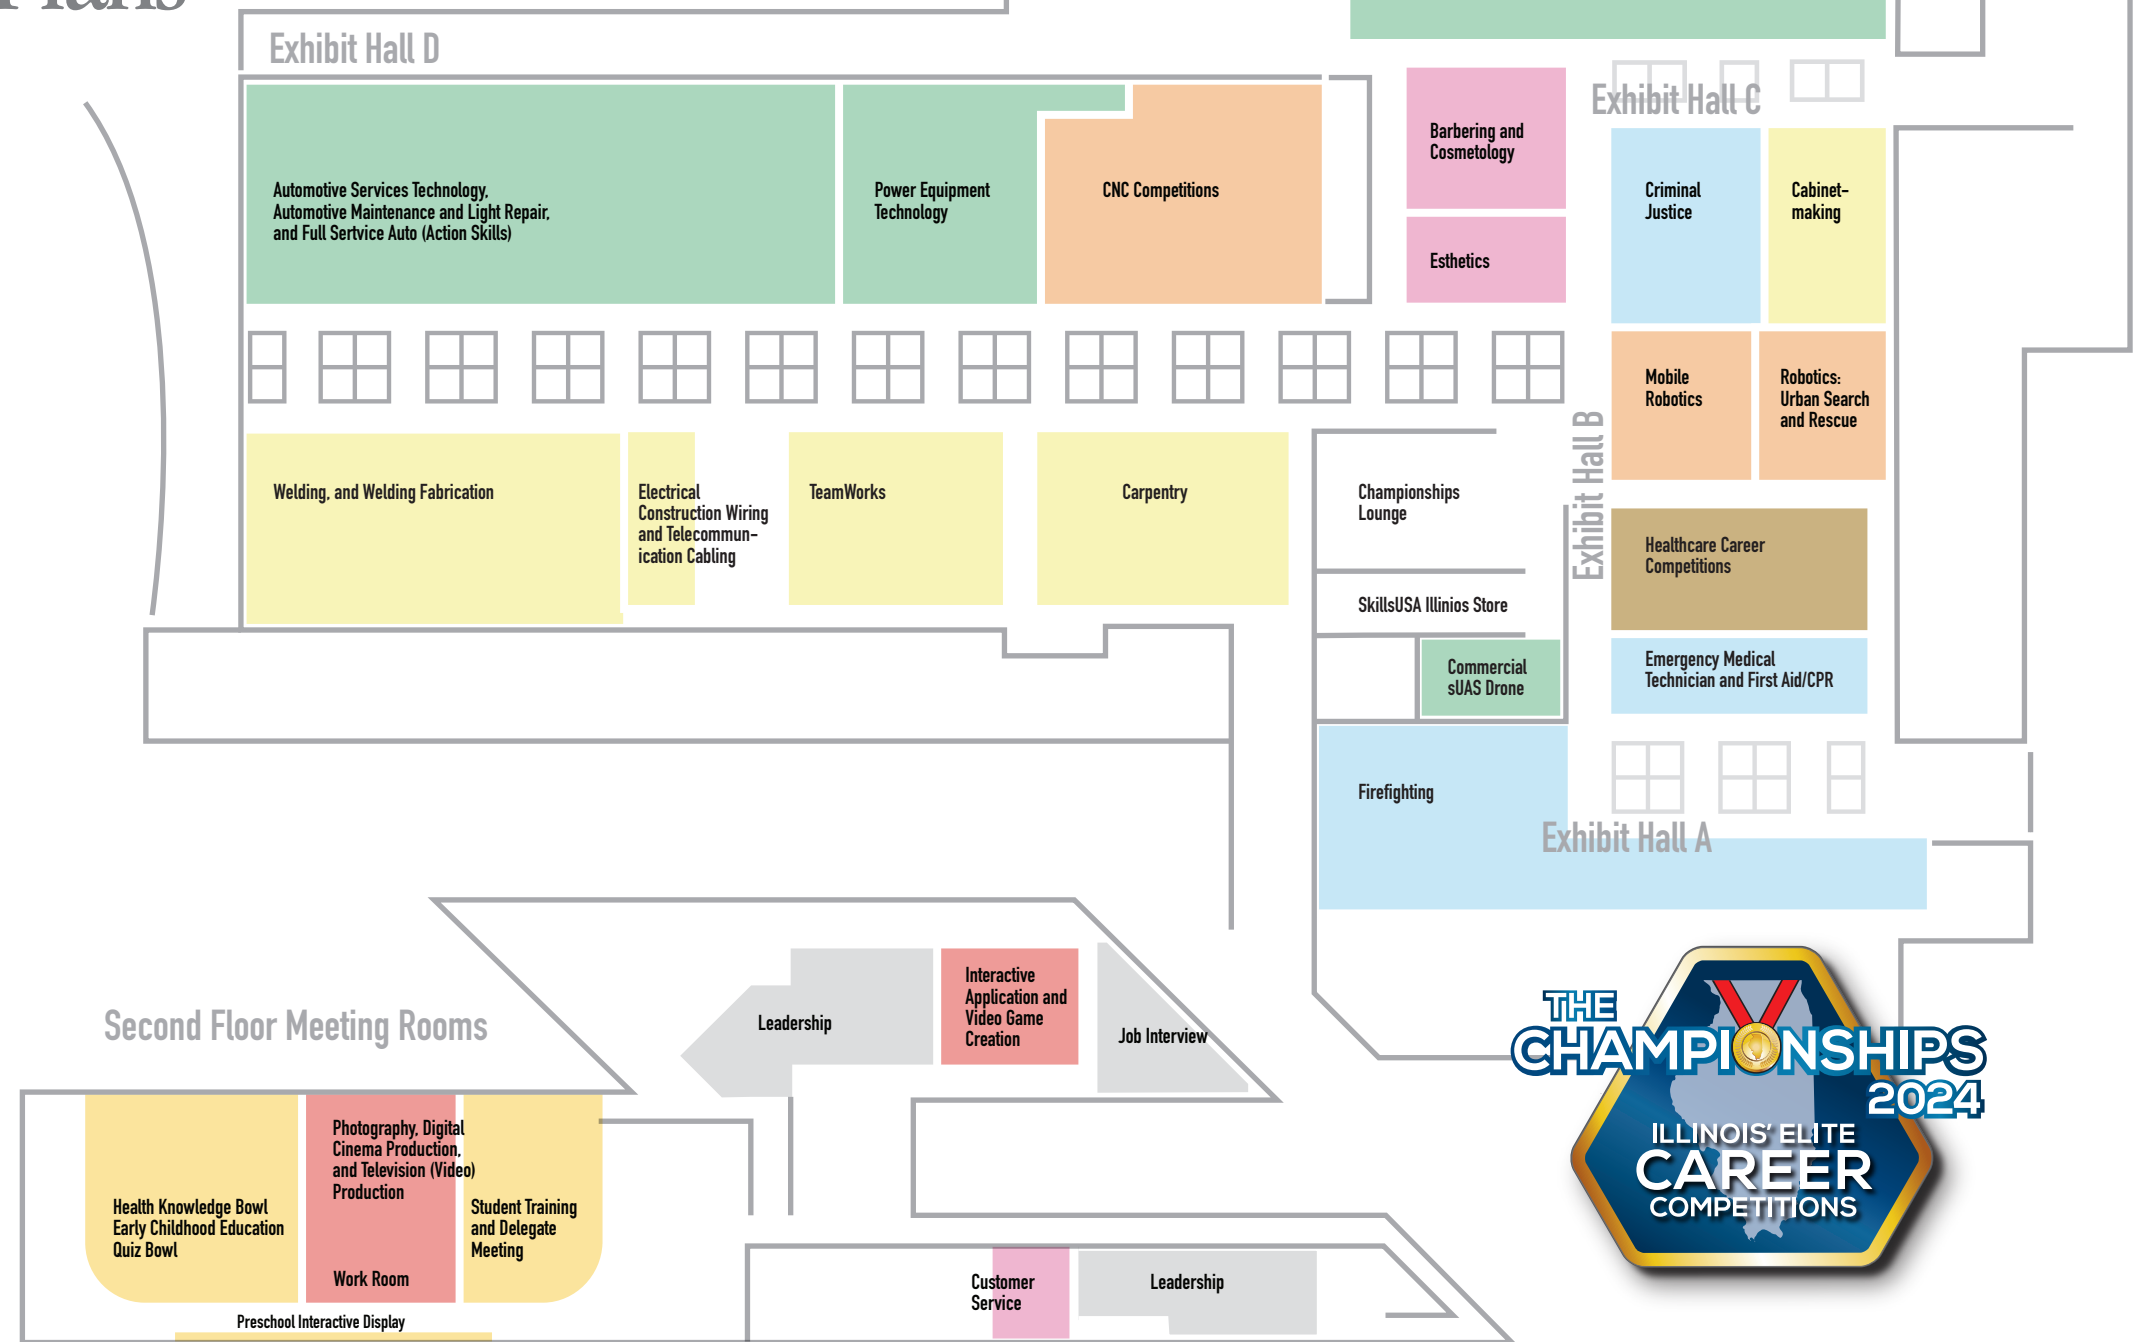 Plans
Exhibit Hall D
Exhibit Hall C
Barbering and
Cosmetology
Automotive Services Technology,
Automotive Maintenance and Light Repair,
and Full Sertvice Auto (Action Skills)
Power Equipment
Technology
CNC Competitions
Criminal
Justice
Cabinet-
making
Esthetics
Mobile
Robotics
Robotics:
Urban Search
and Rescue
Exhibit Hall B
Welding, and Welding Fabrication
Electrical
Construction Wiring
and Telecommun-
ication Cabling
TeamWorks
Carpentry
Championships
Lounge
Healthcare Career
Competitions
SkillsUSA Illinios Store
Commercial
sUAS Drone
Emergency Medical
Technician and First Aid/CPR
Firefighting
Exhibit Hall A
Second Floor Meeting Rooms
Leadership
Interactive
Application and
Video Game
Creation
Job Interview
THE
CHAMPIONSHIPS
2024
ILLINOIS' ELITE
CAREER
COMPETITIONS
Health Knowledge Bowl
Early Childhood Education
Quiz Bowl
Photography, Digital
Cinema Production,
and Television (Video)
Production
Work Room
Student Training
and Delegate
Meeting
Customer
Service
Leadership
Preschool Interactive Display